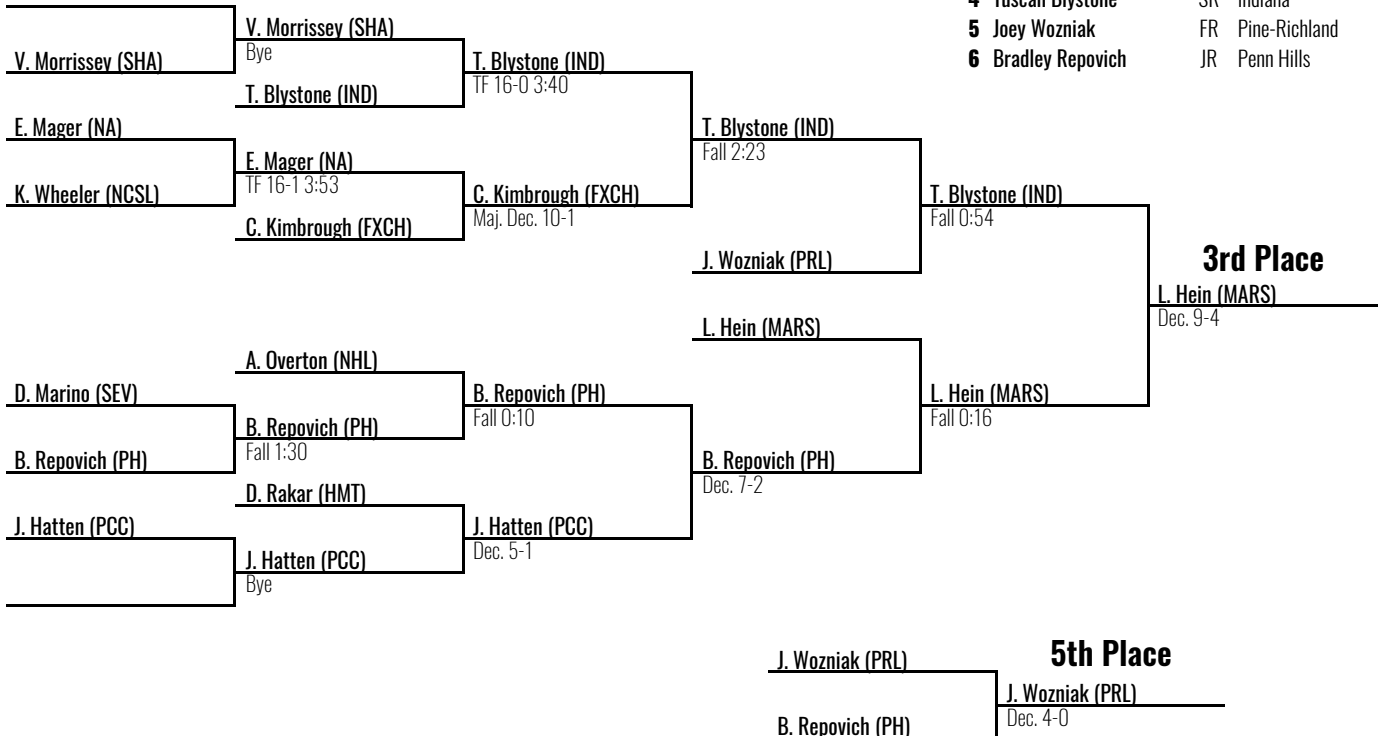 4 Tuscan Blystone SR Indiana
5 Joey Wozniak FR Pine-Richland
6 Bradley Repovich JR Penn Hills
V. Morrissey (SHA)
V. Morrissey (SHA)
Bye
T. Blystone (IND)
T. Blystone (IND)
TF 16-0 3:40
E. Mager (NA)
K. Wheeler (NCSL)
E. Mager (NA)
TF 16-1 3:53
C. Kimbrough (FXCH)
C. Kimbrough (FXCH)
Maj. Dec. 10-1
T. Blystone (IND)
Fall 2:23
J. Wozniak (PRL)
T. Blystone (IND)
Fall 0:54
L. Hein (MARS)
A. Overton (NHL)
D. Marino (SEV)
B. Repovich (PH)
B. Repovich (PH)
Fall 1:30
B. Repovich (PH)
Fall 0:10
D. Rakar (HMT)
J. Hatten (PCC)
J. Hatten (PCC)
Bye
J. Hatten (PCC)
Dec. 5-1
B. Repovich (PH)
Dec. 7-2
L. Hein (MARS)
Fall 0:16
3rd Place
L. Hein (MARS)
Dec. 9-4
5th Place
J. Wozniak (PRL)
B. Repovich (PH)
J. Wozniak (PRL)
Dec. 4-0